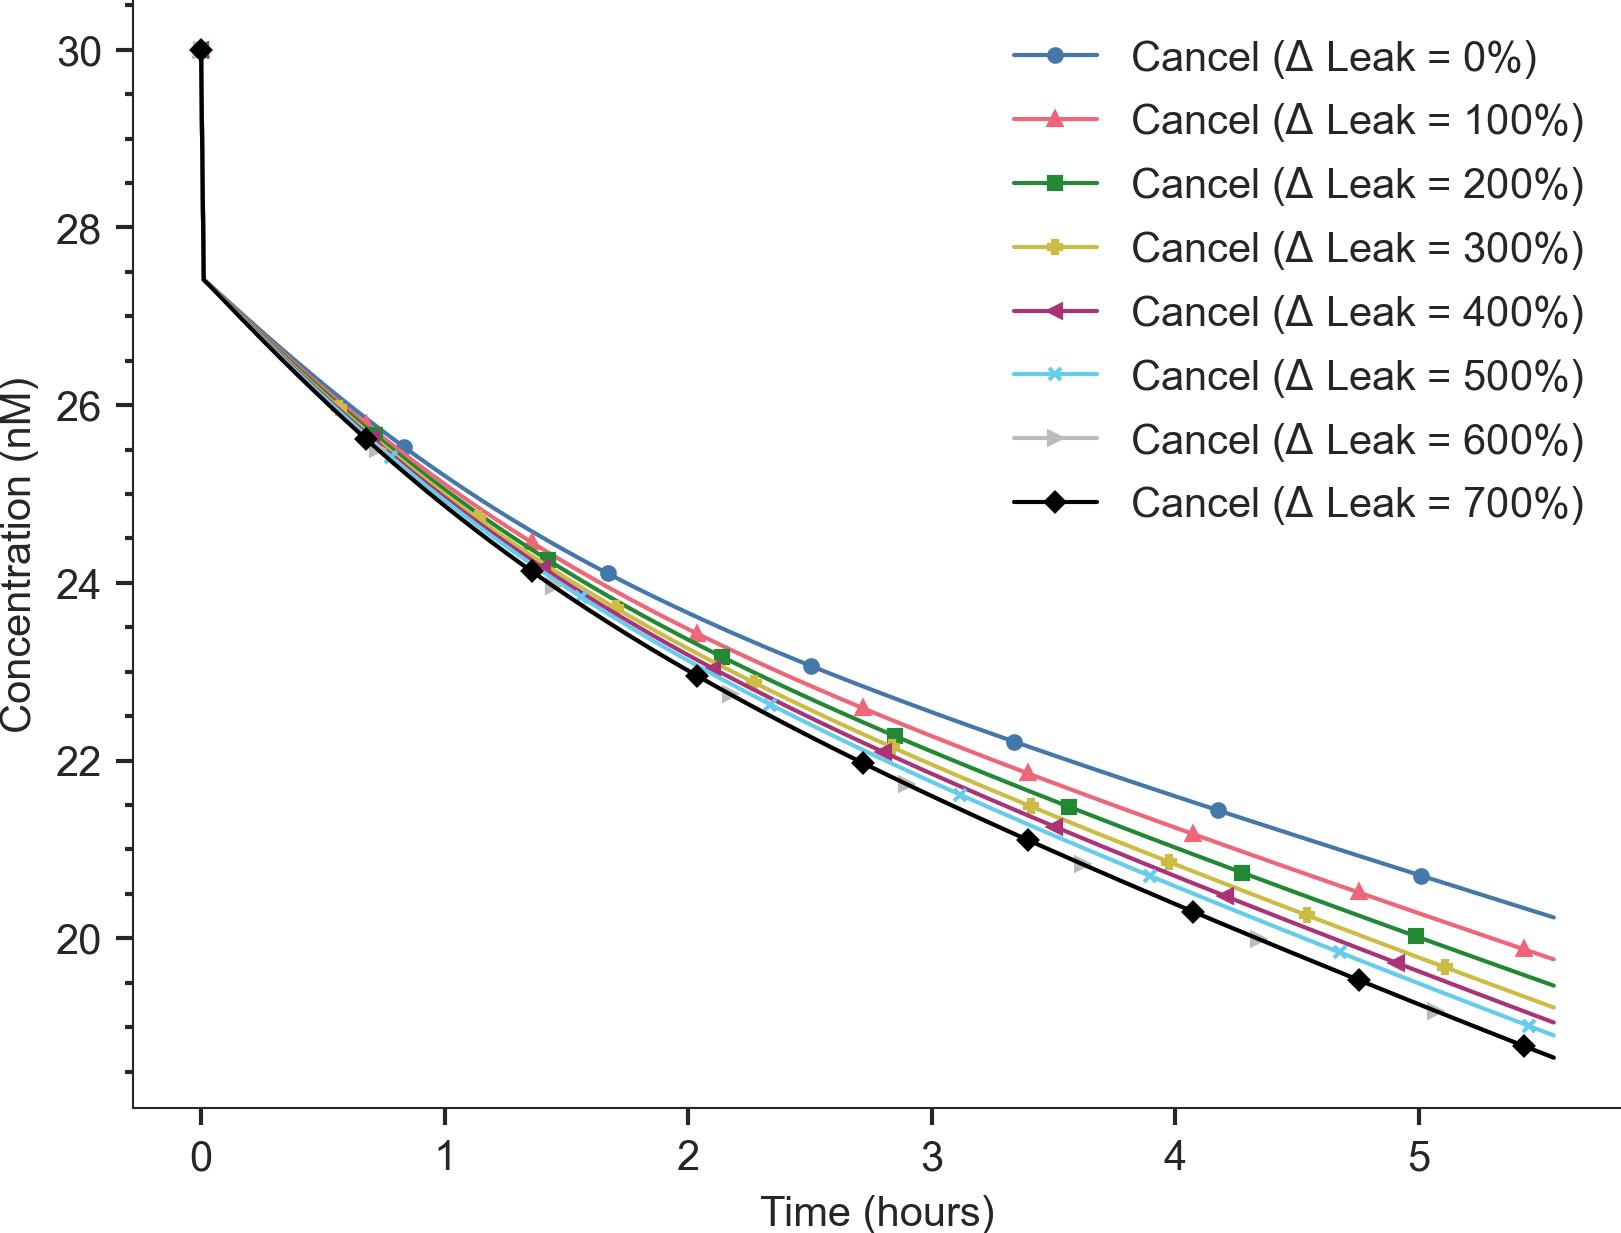 Concentration (nM)
30
28
26
24
22
20
Cancel (Δ Leak = 0%)
Cancel (Δ Leak = 100%)
Cancel (Δ Leak = 200%)
Cancel (Δ Leak = 300%)
Cancel (Δ Leak = 400%)
Cancel (Δ Leak = 500%)
Cancel (Δ Leak = 600%)
Cancel (Δ Leak = 700%)
0 1 2 3 4 5
Time (hours)